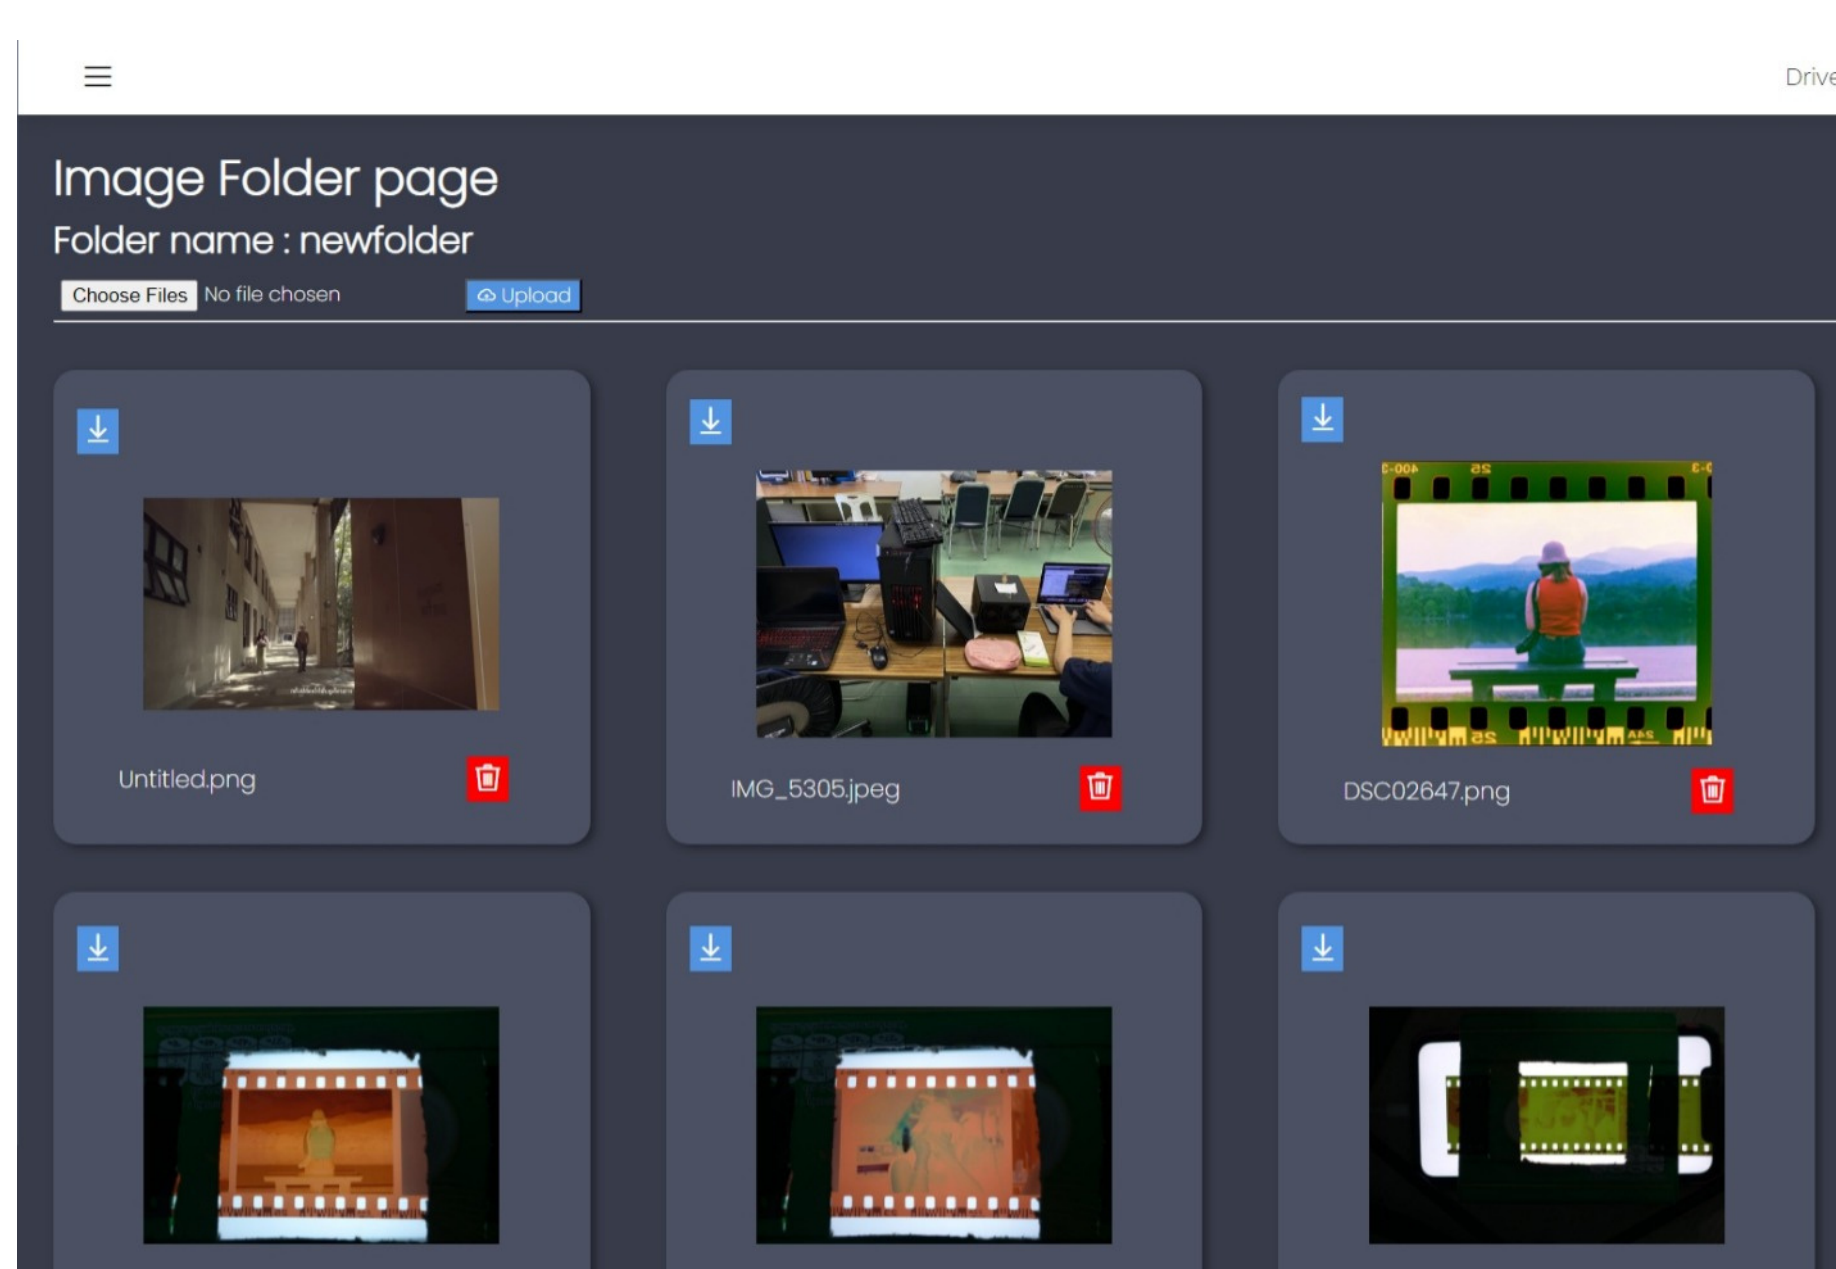 Drive
Image Folder page
Folder name : newfolder
Choose Files No file chosen Upload
Untitled.png
IMG_5305.jpeg
DSC02647.png